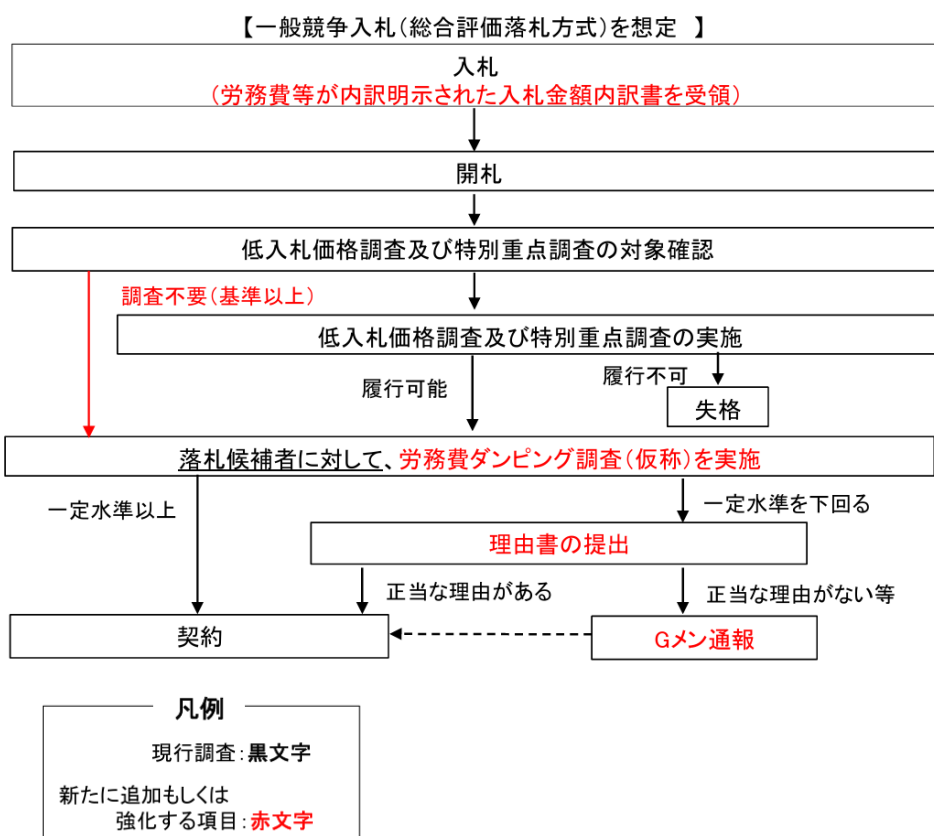 【一般競争入札(総合評価落札方式)を想定 】
入札
(労務費等が内訳明示された入札金額内訳書を受領)
開札
低入札価格調査及び特別重点調査の対象確認
調査不要(基準以上)
低入札価格調査及び特別重点調査の実施
履行可能
履行不可
失格
落札候補者に対して、労務費ダンピング調査(仮称)を実施
一定水準以上
一定水準を下回る
理由書の提出
正当な理由がある
正当な理由がない等
契約
Gメン通報
凡例
現行調査:黒文字
新たに追加もしくは
強化する項目:赤文字